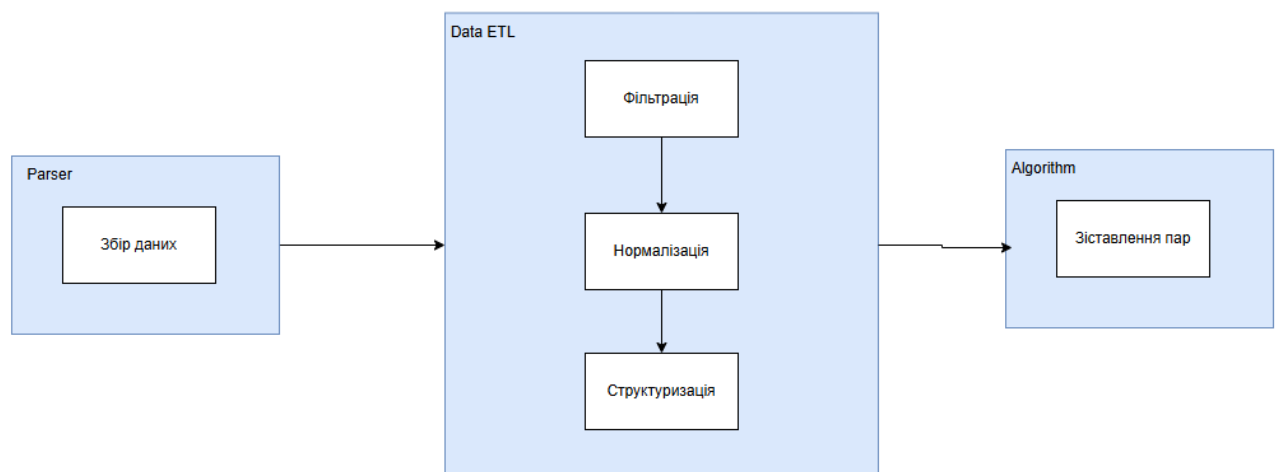 Parser
Збір даних
Data ETL
Фільтрація
Нормалізація
Структуризація
Algorithm
Зіставлення пар